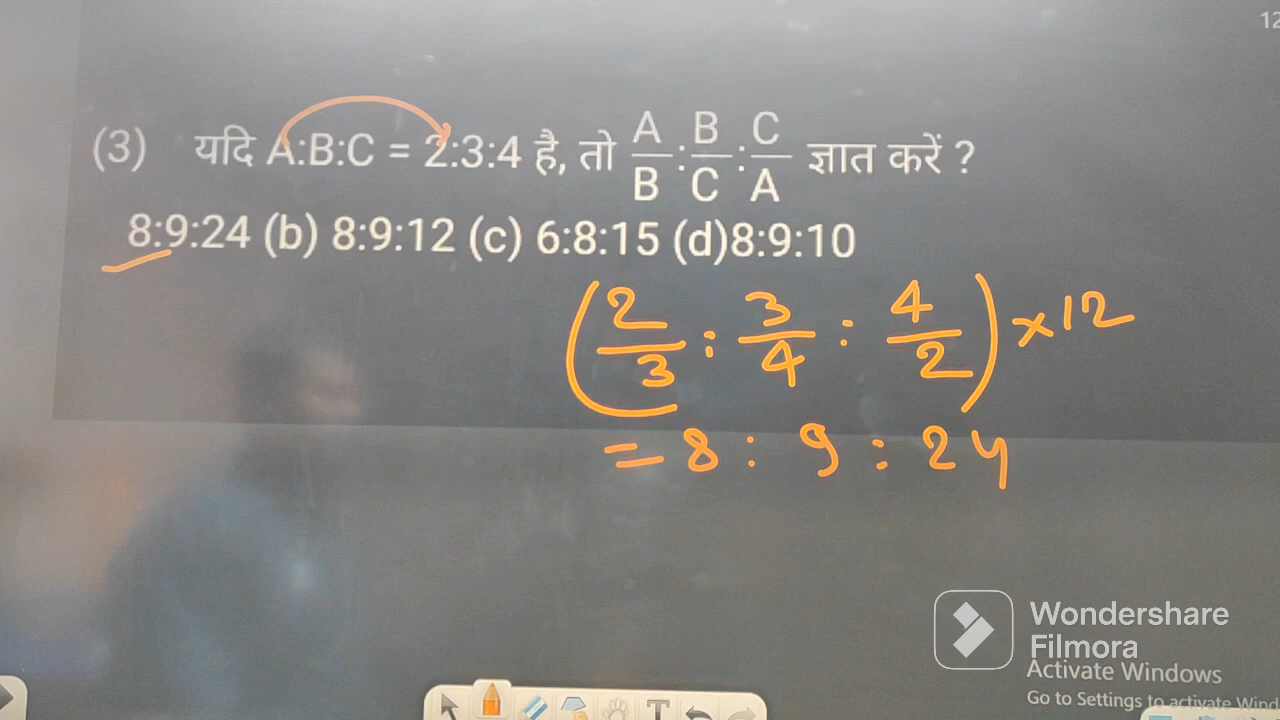 12
(3) यदि A:B:C = 2:3:4 है, तो A/B : B/C : C/A ज्ञात करें ?
8:9:24 (b) 8:9:12 (c) 6:8:15 (d)8:9:10
(2/3 : 3/4 : 4/2) × 12
= 8 : 9 : 24
Wondershare
Filmora
Activate Windows
Go to Settings to activate Wind
T